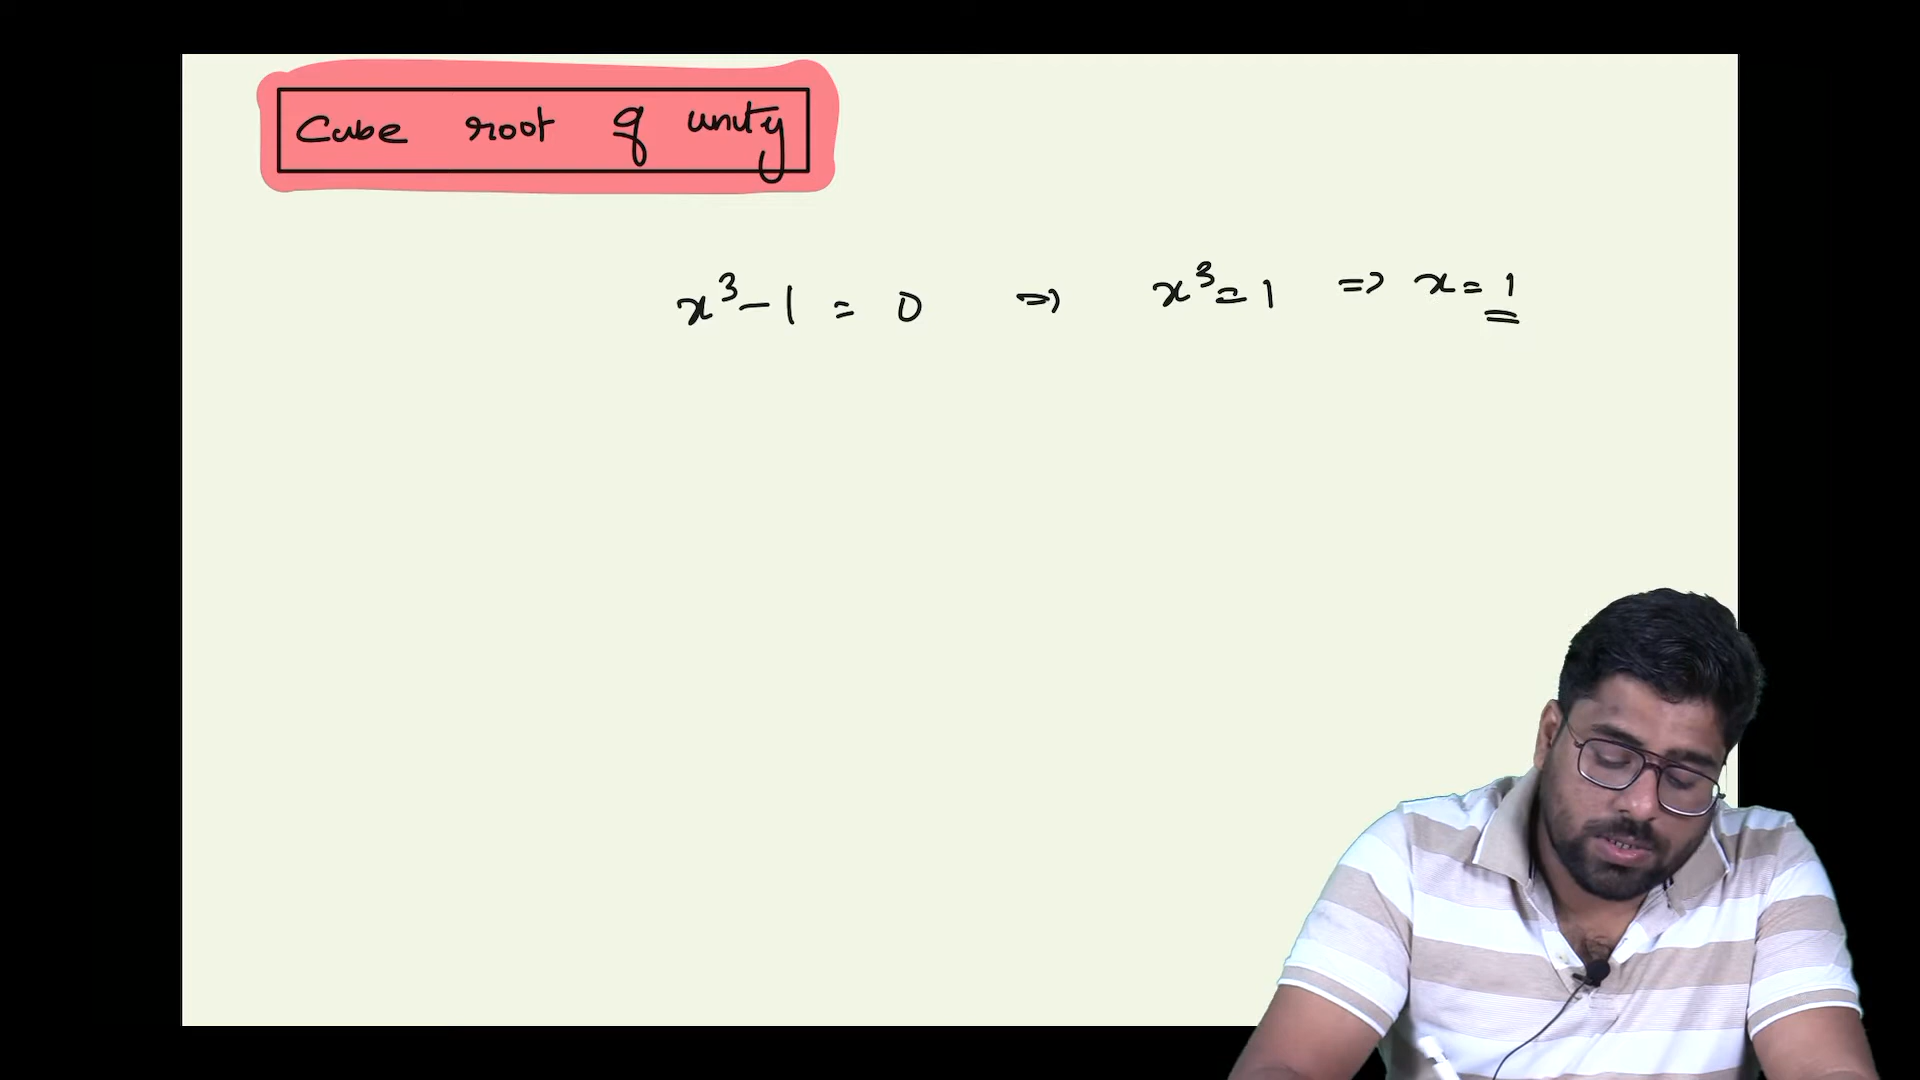 Cube root of unity
x³-1 = 0 => x³=1 => x= 1